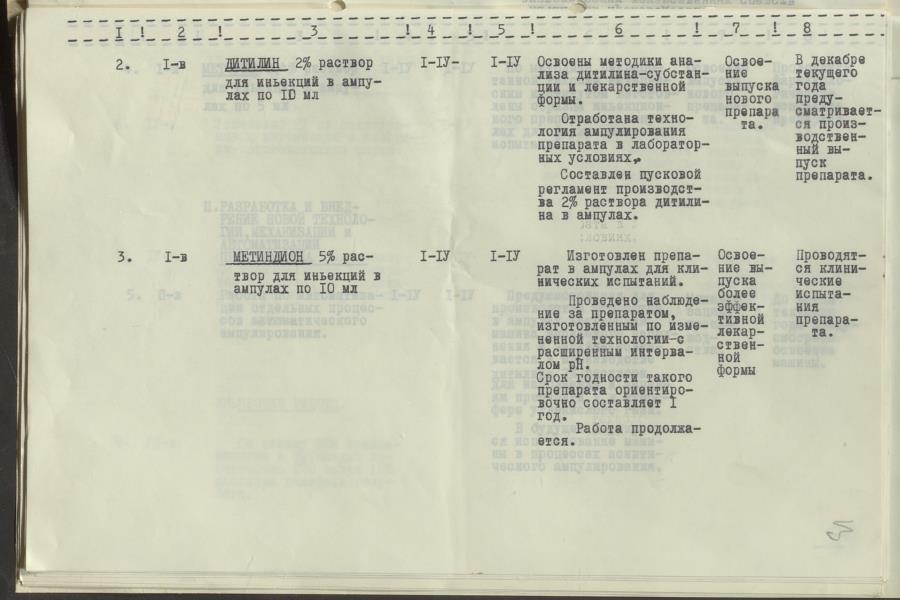 I ! 2 ! 3 ! 4 ! 5 ! 6 ! 7 ! 8
2. I-в ДИТИЛИН 2% раствор
для иньекций в ампу-
лах по IO мл
I-IУ- I-IУ
Освоены методики ана-
лиза дитилина-субстан-
ции и лекарственной
формы.
Отработана техно-
логия ампулирования
препарата в лаборатор-
ных условиях,
Составлен пусковой
регламент производст-
ва 2% раствора дитили-
на в ампулах.
Освое-
ние
выпуска
нового
препара
та.
В декабре
текущего
года
преду-
сматривает-
ся произ-
водствен-
ный вы-
пуск
препарата.
3. I-в МЕТИНДИОН 5% рас-
твор для иньекций в
ампулах по IO мл
I-IУ I-IУ
Изготовлен препа-
рат в ампулах для кли-
нических испытаний.
Проведено наблюде-
ние за препаратом,
изготовленным по изме-
ненной технологии-с
расширенным интерва-
лом рН.
Срок годности такого
препарата ориентиро-
вочно составляет I
год.
Работа продолжа-
ется.
Освое-
ние вы-
пуска
более
эффек-
тивной
лекар-
ствен-
ной
формы
Проводят-
ся клини-
ческие
испыта-
ния
препара-
та.